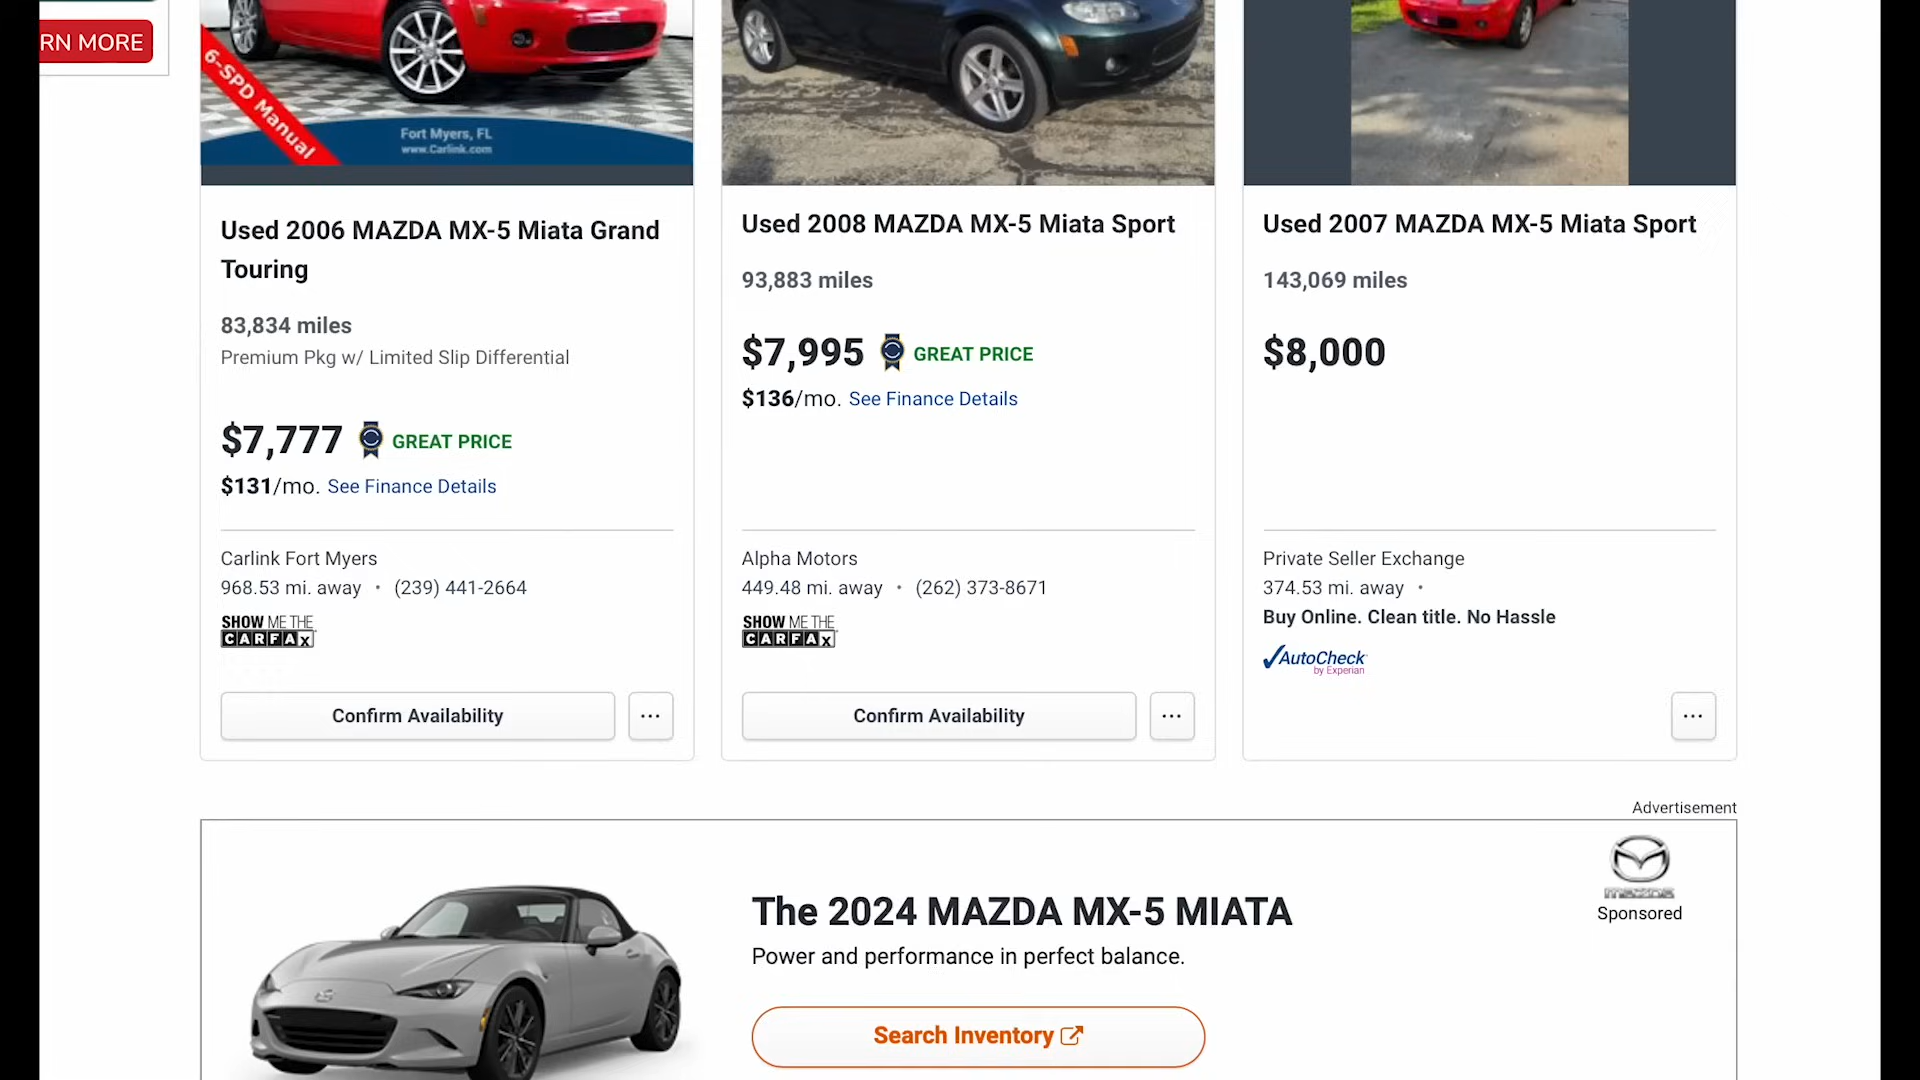 RN MORE
6-SPD Manual
Fort Myers, FL
www.Carlink.com
Used 2006 MAZDA MX-5 Miata Grand
Touring
83,834 miles
Premium Pkg w/ Limited Slip Differential
$7,777 GREAT PRICE
$131/mo. See Finance Details
Carlink Fort Myers
968.53 mi. away • (239) 441-2664
SHOW ME THE
CARFAX
Confirm Availability
...
Used 2008 MAZDA MX-5 Miata Sport
93,883 miles
$7,995 GREAT PRICE
$136/mo. See Finance Details
Alpha Motors
449.48 mi. away • (262) 373-8671
SHOW ME THE
CARFAX
Confirm Availability
...
Used 2007 MAZDA MX-5 Miata Sport
143,069 miles
$8,000
Private Seller Exchange
374.53 mi. away •
Buy Online. Clean title. No Hassle
AutoCheck
by Experian
...
Advertisement
mazda
Sponsored
The 2024 MAZDA MX-5 MIATA
Power and performance in perfect balance.
Search Inventory